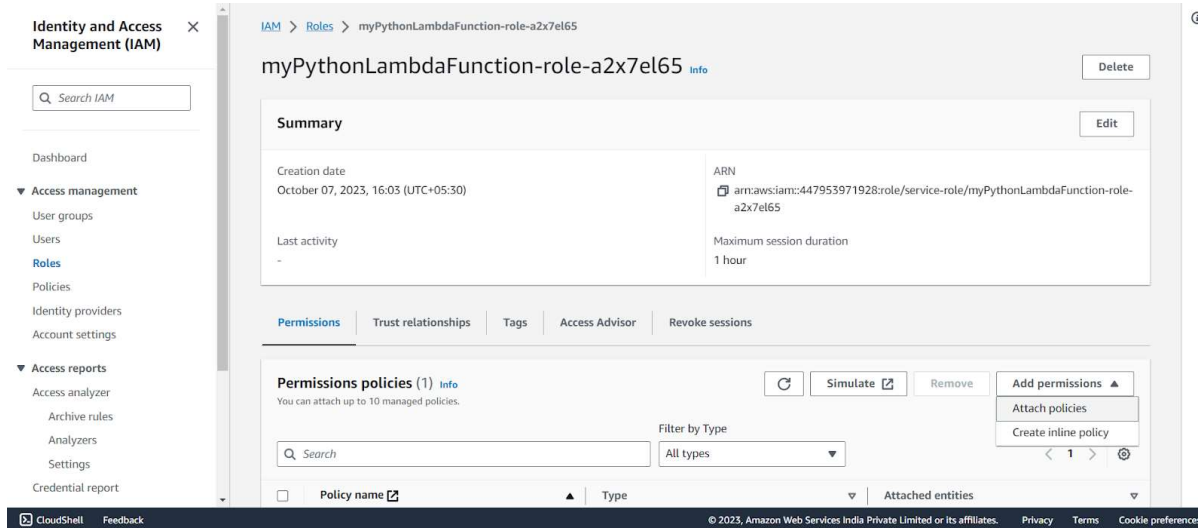 Identity and Access
Management (IAM)
Search IAM
Dashboard
Access management
User groups
Users
Roles
Policies
Identity providers
Account settings
Access reports
Access analyzer
Archive rules
Analyzers
Settings
Credential report
IAM > Roles > myPythonLambdaFunction-role-a2x7el65
myPythonLambdaFunction-role-a2x7el65 Info
Delete
Summary
Edit
Creation date
October 07, 2023, 16:03 (UTC+05:30)
ARN
arn:aws:iam::447953971928:role/service-role/myPythonLambdaFunction-role-
a2x7el65
Last activity
-
Maximum session duration
1 hour
Permissions Trust relationships Tags Access Advisor Revoke sessions
Permissions policies (1) Info
You can attach up to 10 managed policies.
Simulate Remove Add permissions
Attach policies
Create inline policy
Filter by Type
Search
All types
1
Policy name Type Attached entities
CloudShell Feedback © 2023, Amazon Web Services India Private Limited or its affiliates. Privacy Terms Cookie preferences